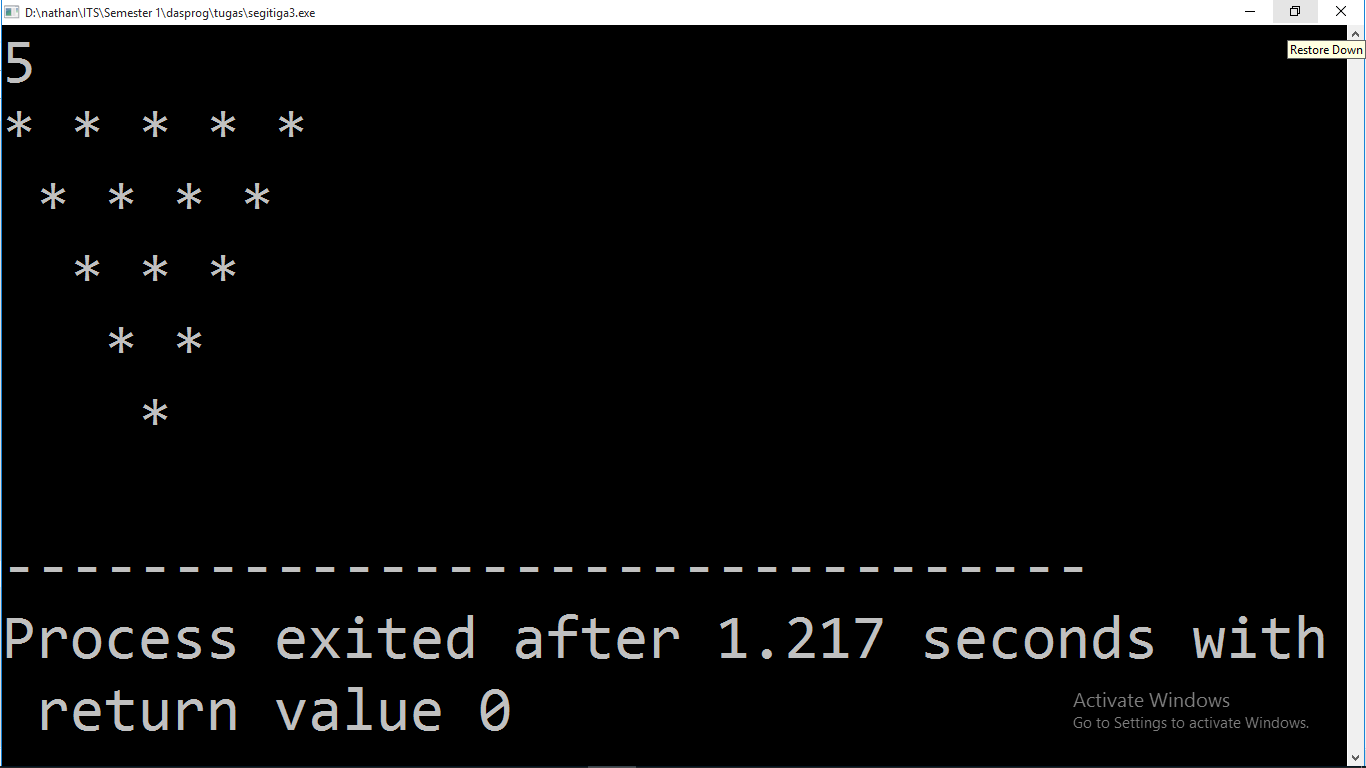 D:\nathan\ITS\Semester 1\dasprog\tugas\segitiga3.exe
Restore Down
5
* * * * *
 * * * *
  * * *
   * *
    *
--------------------------------
Process exited after 1.217 seconds with
 return value 0
Activate Windows
Go to Settings to activate Windows.